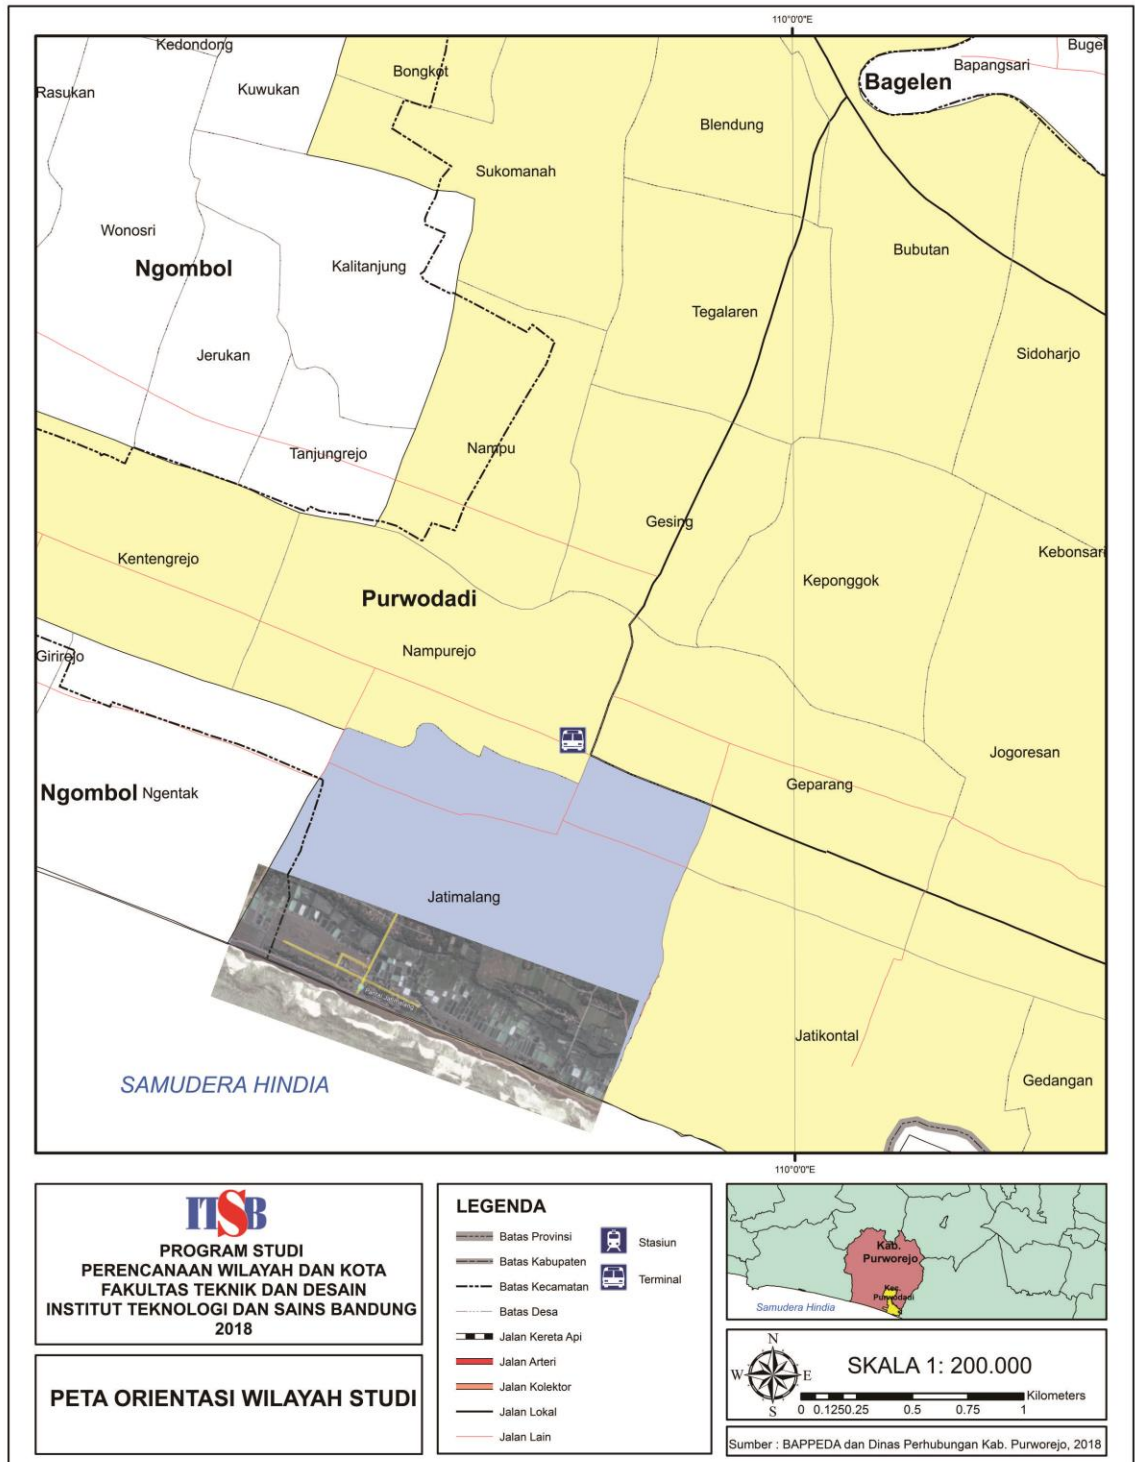 110°0'0"E
Kedondong
Bongkot
Bugel
Bapangsari
Bagelen
Rasukan
Kuwukan
Blendung
Sukomanah
Wonosri
Ngombol
Kalitanjung
Bubutan
Tegalaren
Jerukan
Sidoharjo
Tanjungrejo
Nampu
Gesing
Kentengrejo
Kebonsari
Keponggok
Purwodadi
Nampurejo
Girirejo
Jogoresan
Geparang
Ngombol
Ngentak
Jatimalang
Pantai Jatimalang
Jatikontal
SAMUDERA HINDIA
Gedangan
110°0'0"E
ITSB
PROGRAM STUDI
PERENCANAAN WILAYAH DAN KOTA
FAKULTAS TEKNIK DAN DESAIN
INSTITUT TEKNOLOGI DAN SAINS BANDUNG
2018
PETA ORIENTASI WILAYAH STUDI
LEGENDA
Batas Provinsi
Batas Kabupaten
Batas Kecamatan
Batas Desa
Jalan Kereta Api
Jalan Arteri
Jalan Kolektor
Jalan Lokal
Jalan Lain
Stasiun
Terminal
Kab.
Purworejo
Kec.
Purwodadi
Samudera Hindia
N
W E
S
SKALA 1: 200.000
Kilometers
0 0.1250.25 0.5 0.75 1
Sumber : BAPPEDA dan Dinas Perhubungan Kab. Purworejo, 2018